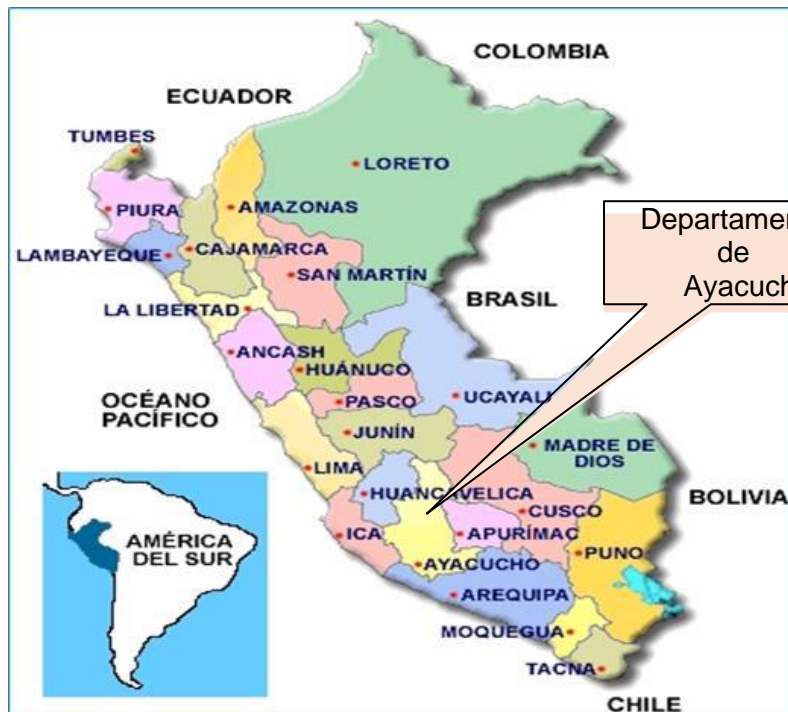 COLOMBIA
ECUADOR
TUMBES
LORETO
PIURA
AMAZONAS
LAMBAYEQUE
CAJAMARCA
SAN MARTÍN
Departamen
de
Ayacuch
BRASIL
LA LIBERTAD
ANCASH
HUÁNUCO
OCÉANO
PACÍFICO
PASCO
UCAYALI
JUNÍN
MADRE DE
DIOS
LIMA
HUANCAVELICA
BOLIVIA
CUSCO
AMÉRICA
DEL SUR
ICA
APURÍMAC
PUNO
AYACUCHO
AREQUIPA
MOQUEGUA
TACNA
CHILE